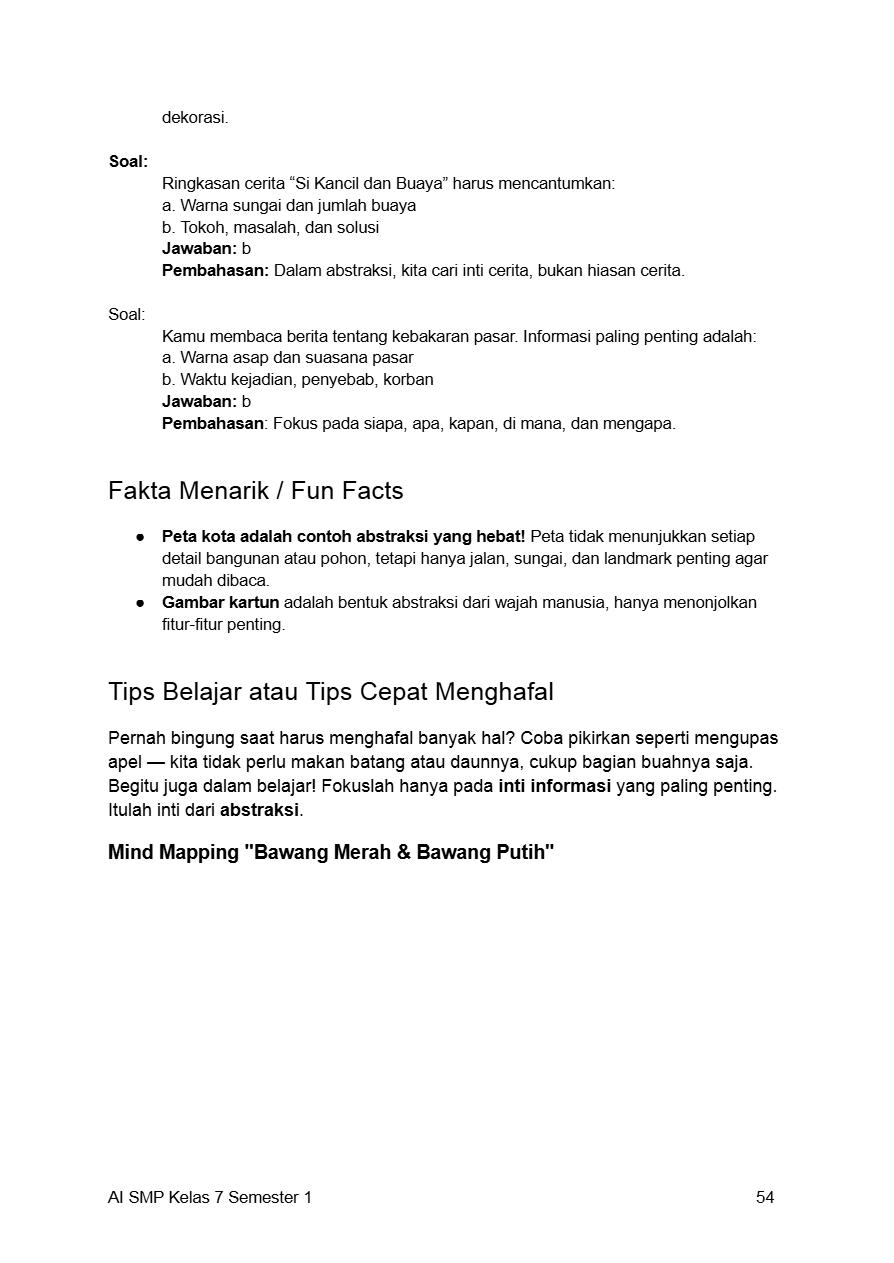 dekorasi.
Soal:
Ringkasan cerita “Si Kancil dan Buaya” harus mencantumkan:
a. Warna sungai dan jumlah buaya
b. Tokoh, masalah, dan solusi
Jawaban: b
Pembahasan: Dalam abstraksi, kita cari inti cerita, bukan hiasan cerita.
Soal:
Kamu membaca berita tentang kebakaran pasar. Informasi paling penting adalah:
a. Warna asap dan suasana pasar
b. Waktu kejadian, penyebab, korban
Jawaban: b
Pembahasan: Fokus pada siapa, apa, kapan, di mana, dan mengapa.
Fakta Menarik / Fun Facts
● Peta kota adalah contoh abstraksi yang hebat! Peta tidak menunjukkan setiap
detail bangunan atau pohon, tetapi hanya jalan, sungai, dan landmark penting agar
mudah dibaca.
● Gambar kartun adalah bentuk abstraksi dari wajah manusia, hanya menonjolkan
fitur-fitur penting.
Tips Belajar atau Tips Cepat Menghafal
Pernah bingung saat harus menghafal banyak hal? Coba pikirkan seperti mengupas
apel — kita tidak perlu makan batang atau daunnya, cukup bagian buahnya saja.
Begitu juga dalam belajar! Fokuslah hanya pada inti informasi yang paling penting.
Itulah inti dari abstraksi.
Mind Mapping "Bawang Merah & Bawang Putih"
AI SMP Kelas 7 Semester 1 54